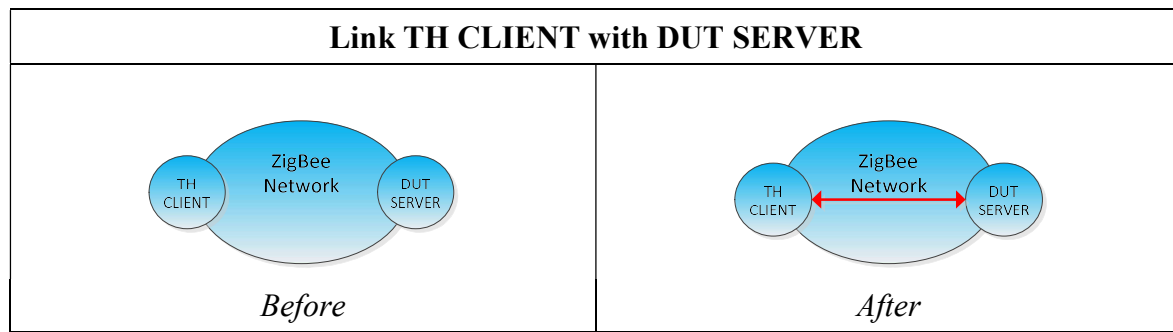 Link TH CLIENT with DUT SERVER
ZigBee
Network
TH
CLIENT
DUT
SERVER
Before
ZigBee
Network
TH
CLIENT
DUT
SERVER
After